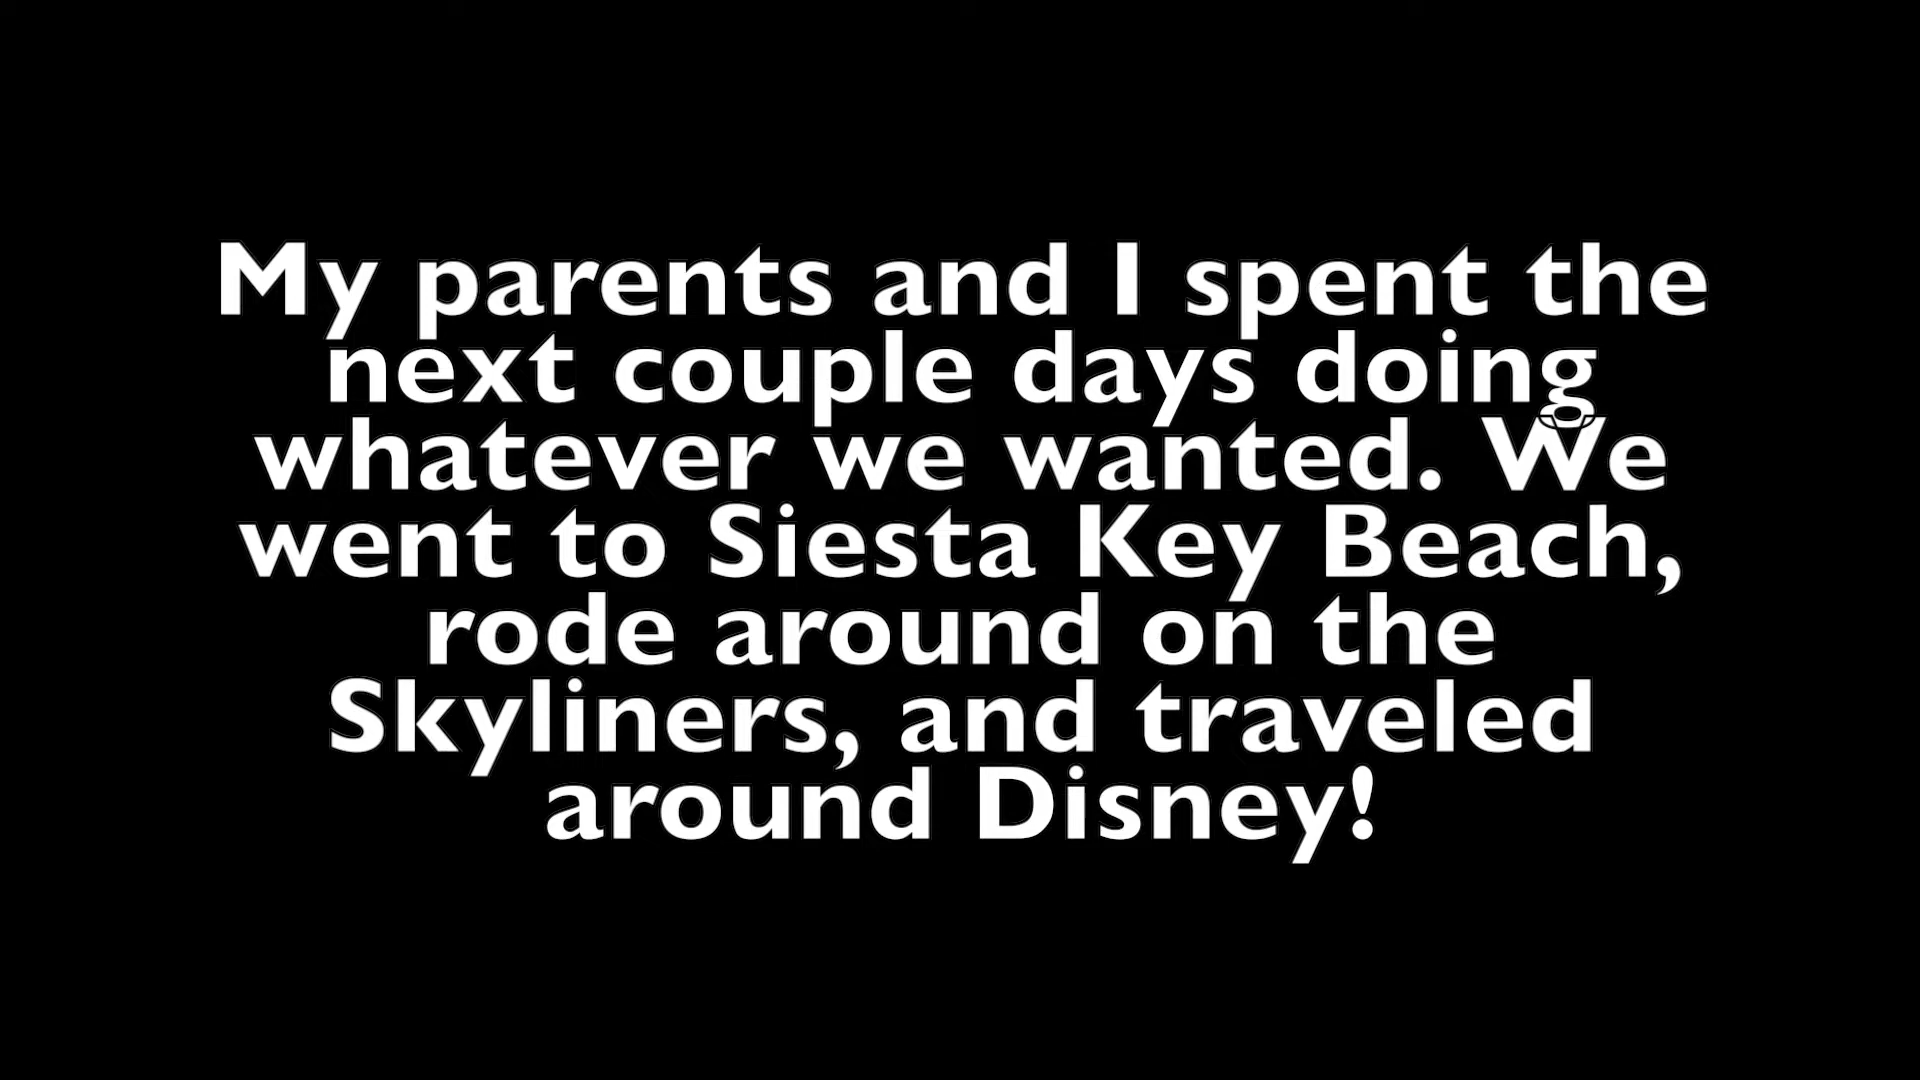 My parents and I spent the
next couple days doing
whatever we wanted. We
went to Siesta Key Beach,
rode around on the
Skyliners, and traveled
around Disney!